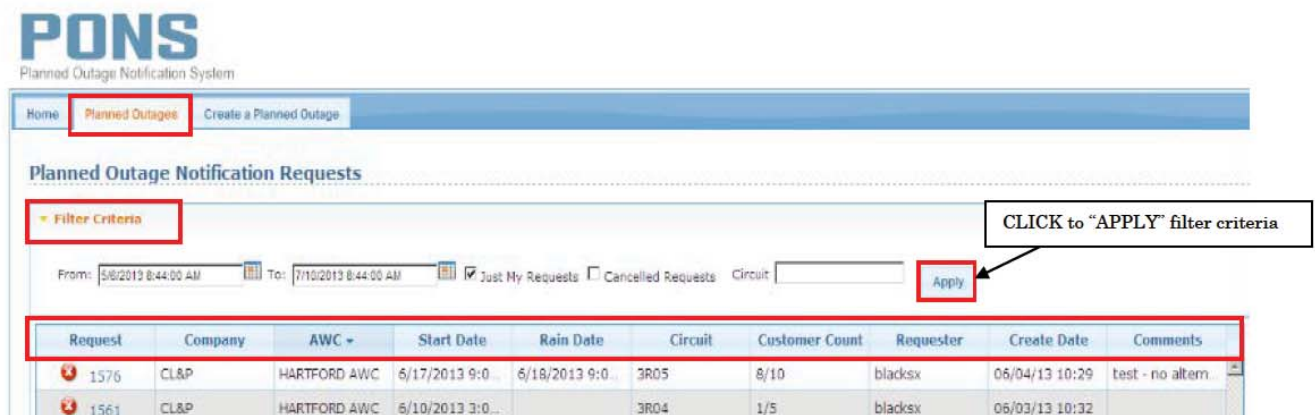 PONS
Planned Outage Notification System
Home Planned Outages Create a Planned Outage
Planned Outage Notification Requests
Filter Criteria
CLICK to “APPLY” filter criteria
From: 5/6/2013 8:44:00 AM To: 7/10/2013 8:44:00 AM Just My Requests Cancelled Requests Circuit Apply
Request Company AWC Start Date Rain Date Circuit Customer Count Requester Create Date Comments
1576 CL&P HARTFORD AWC 6/17/2013 9:0... 6/18/2013 9:0... 3R05 8/10 blacksx 06/04/13 10:29 test - no altern...
1561 CL&P HARTFORD AWC 6/10/2013 3:0... 3R04 1/5 blacksx 06/03/13 10:32